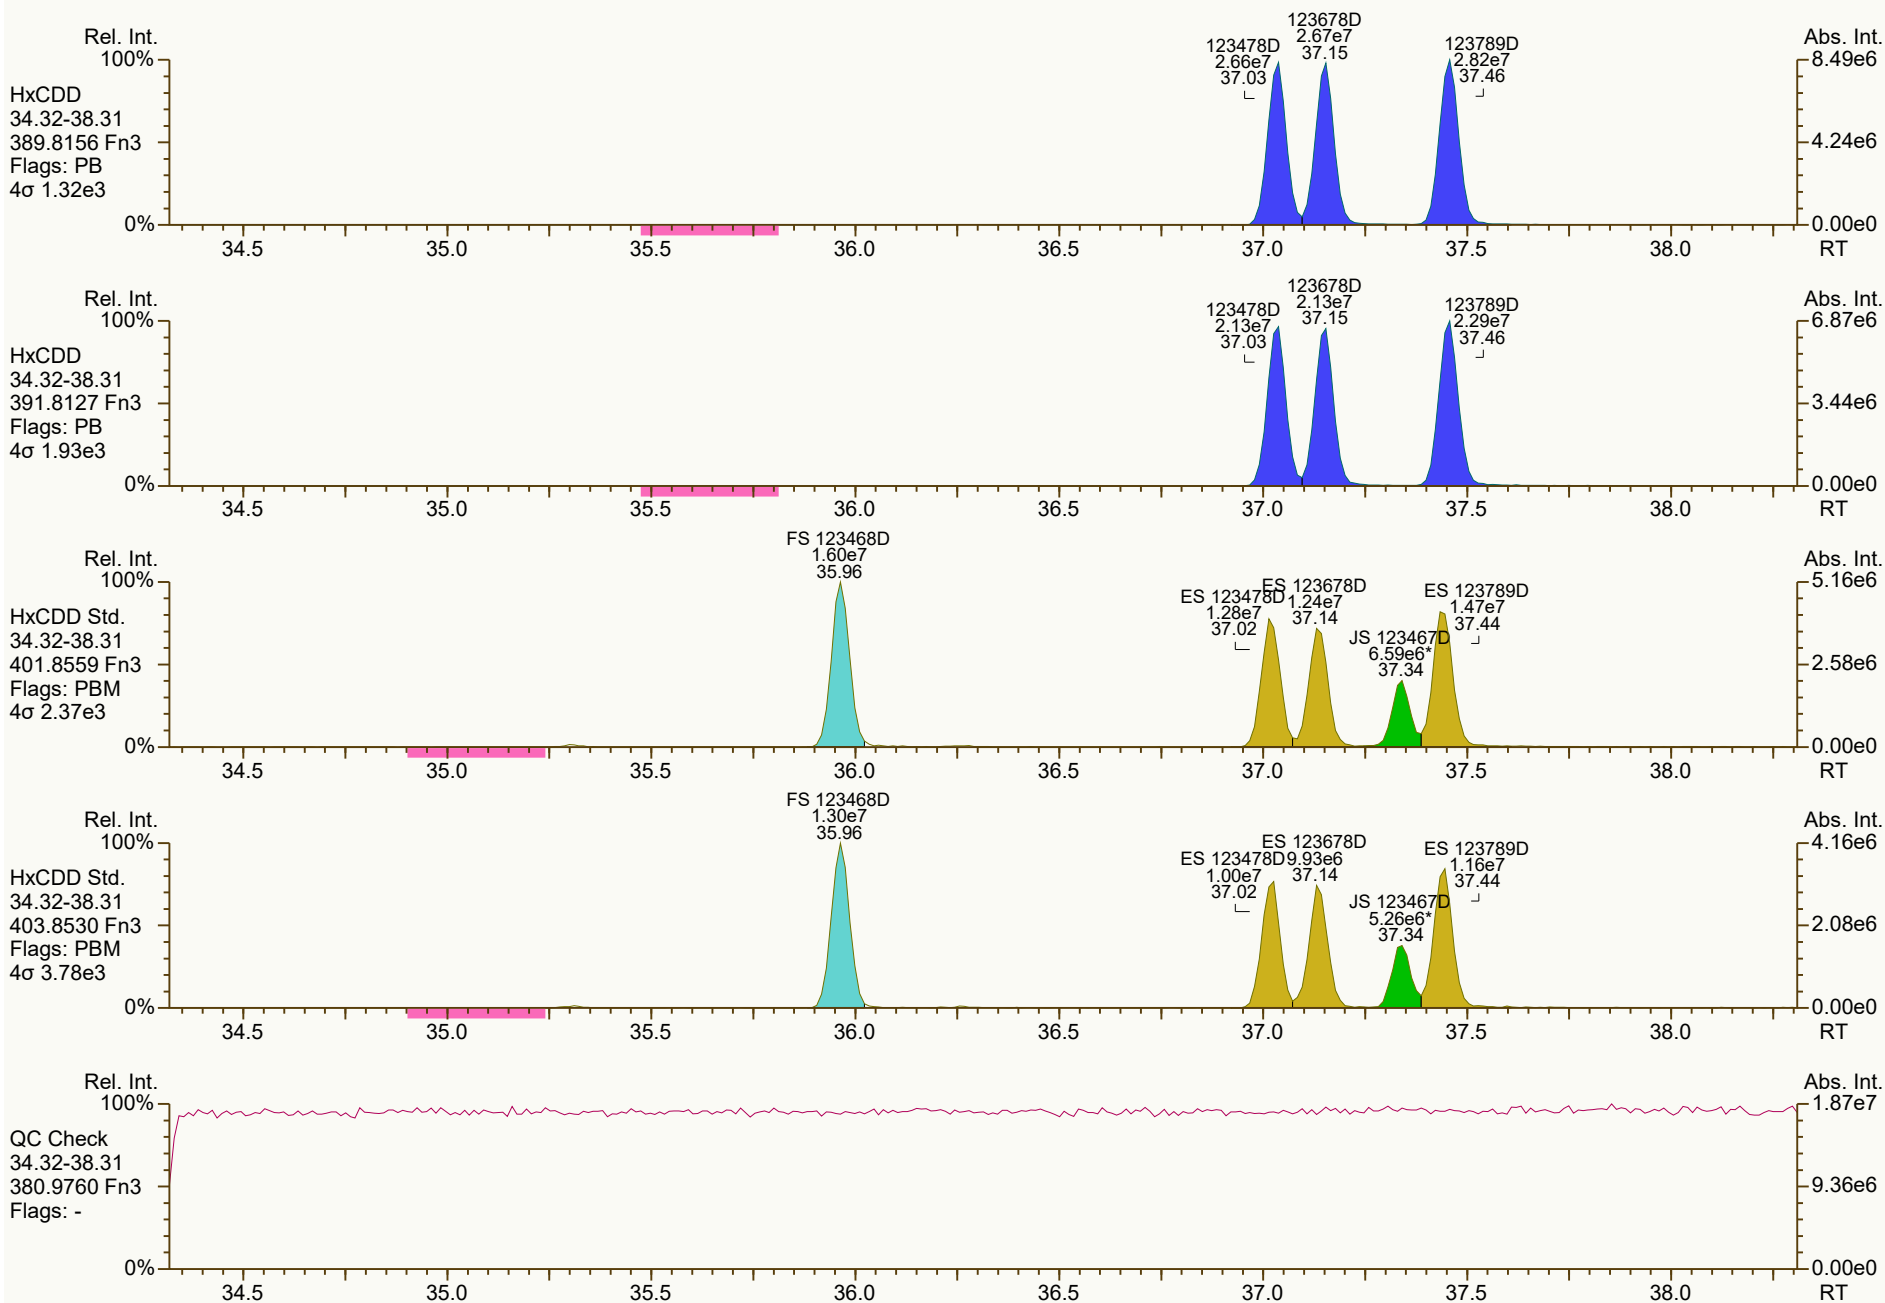 Rel. Int.
100%
0%
HxCDD
34.32-38.31
389.8156 Fn3
Flags: PB
4σ 1.32e3
123478D
2.66e7
37.03
123678D
2.67e7
37.15
123789D
2.82e7
37.46
Abs. Int.
8.49e6
4.24e6
0.00e0
34.5 35.0 35.5 36.0 36.5 37.0 37.5 38.0 RT
Rel. Int.
100%
0%
HxCDD
34.32-38.31
391.8127 Fn3
Flags: PB
4σ 1.93e3
123478D
2.13e7
37.03
123678D
2.13e7
37.15
123789D
2.29e7
37.46
Abs. Int.
6.87e6
3.44e6
0.00e0
34.5 35.0 35.5 36.0 36.5 37.0 37.5 38.0 RT
Rel. Int.
100%
0%
HxCDD Std.
34.32-38.31
401.8559 Fn3
Flags: PBM
4σ 2.37e3
FS 123468D
1.60e7
35.96
ES 123478D
1.28e7
37.02
ES 123678D
1.24e7
37.14
JS 123467D
6.59e6*
37.34
ES 123789D
1.47e7
37.44
Abs. Int.
5.16e6
2.58e6
0.00e0
34.5 35.0 35.5 36.0 36.5 37.0 37.5 38.0 RT
Rel. Int.
100%
0%
HxCDD Std.
34.32-38.31
403.8530 Fn3
Flags: PBM
4σ 3.78e3
FS 123468D
1.30e7
35.96
ES 123478D
1.00e7
37.02
ES 123678D
9.93e6
37.14
JS 123467D
5.26e6*
37.34
ES 123789D
1.16e7
37.44
Abs. Int.
4.16e6
2.08e6
0.00e0
34.5 35.0 35.5 36.0 36.5 37.0 37.5 38.0 RT
Rel. Int.
100%
0%
QC Check
34.32-38.31
380.9760 Fn3
Flags: -
Abs. Int.
1.87e7
9.36e6
0.00e0
34.5 35.0 35.5 36.0 36.5 37.0 37.5 38.0 RT